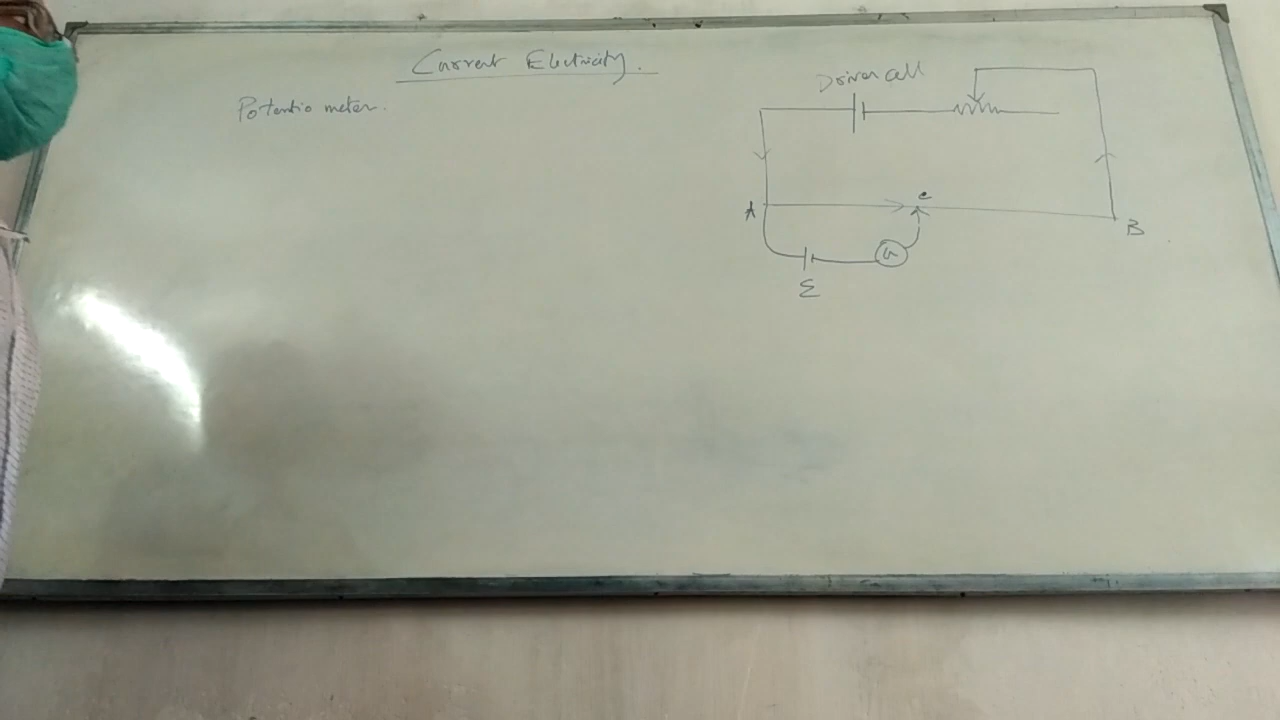 Current Electricity.
Potentio meter.
Driver cell
A
c
B
G
Σ